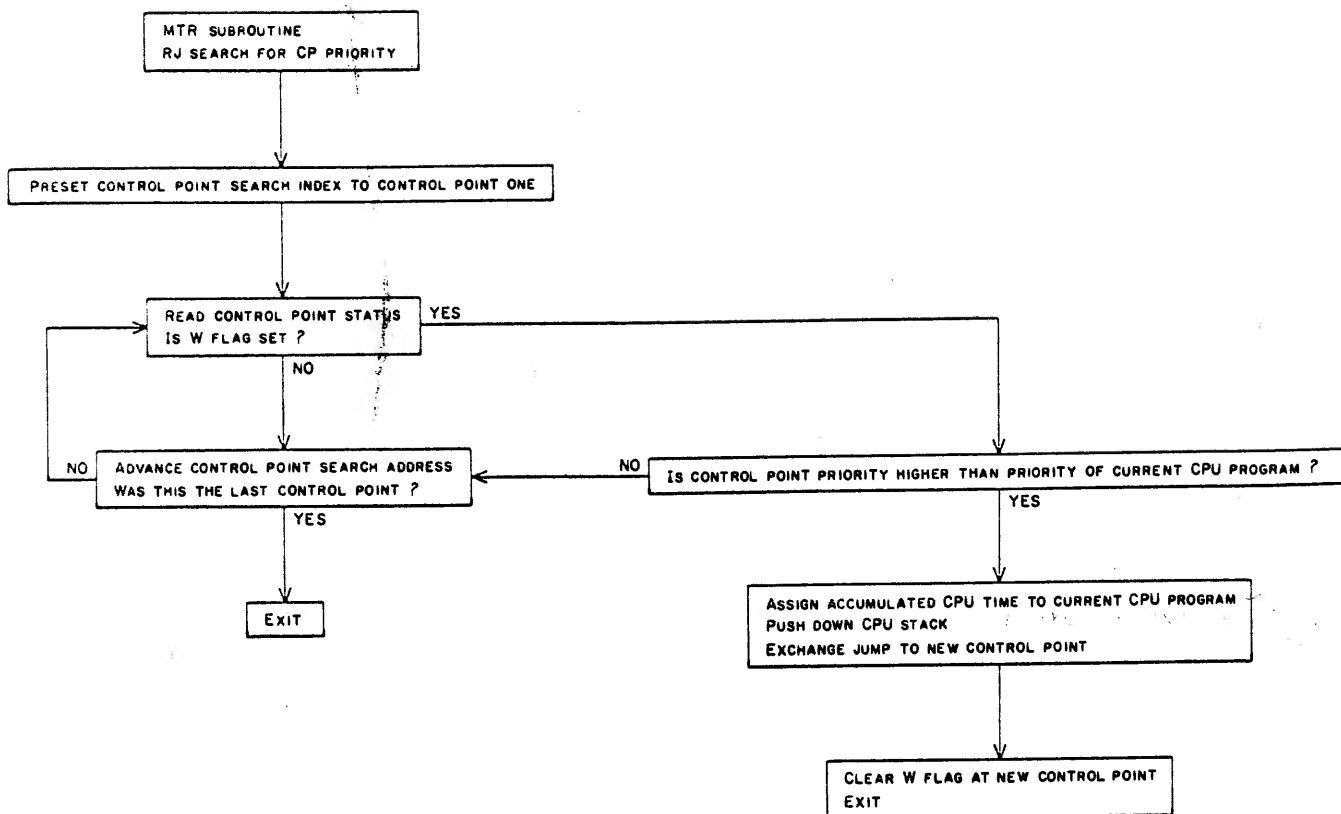 MTR SUBROUTINE
RJ SEARCH FOR CP PRIORITY
PRESET CONTROL POINT SEARCH INDEX TO CONTROL POINT ONE
READ CONTROL POINT STATUS
IS W FLAG SET ?
YES
NO
NO
ADVANCE CONTROL POINT SEARCH ADDRESS
WAS THIS THE LAST CONTROL POINT ?
NO
IS CONTROL POINT PRIORITY HIGHER THAN PRIORITY OF CURRENT CPU PROGRAM ?
YES
YES
EXIT
ASSIGN ACCUMULATED CPU TIME TO CURRENT CPU PROGRAM
PUSH DOWN CPU STACK
EXCHANGE JUMP TO NEW CONTROL POINT
CLEAR W FLAG AT NEW CONTROL POINT
EXIT